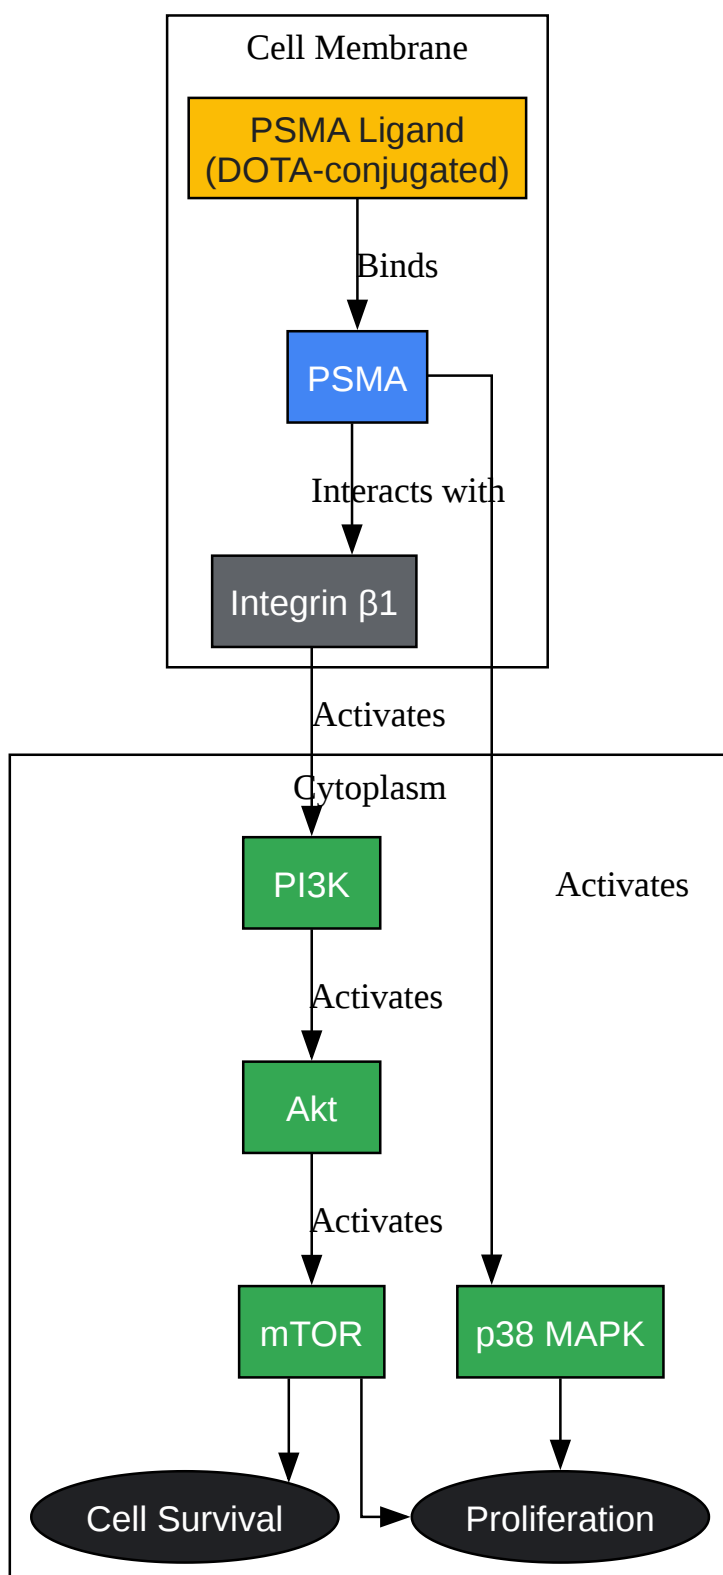 Cell Membrane
PSMA Ligand
(DOTA-conjugated)
Binds
PSMA
Interacts with
Integrin β1
Activates
Cytoplasm
PI3K
Activates
Activates
Akt
Activates
mTOR
p38 MAPK
Cell Survival
Proliferation